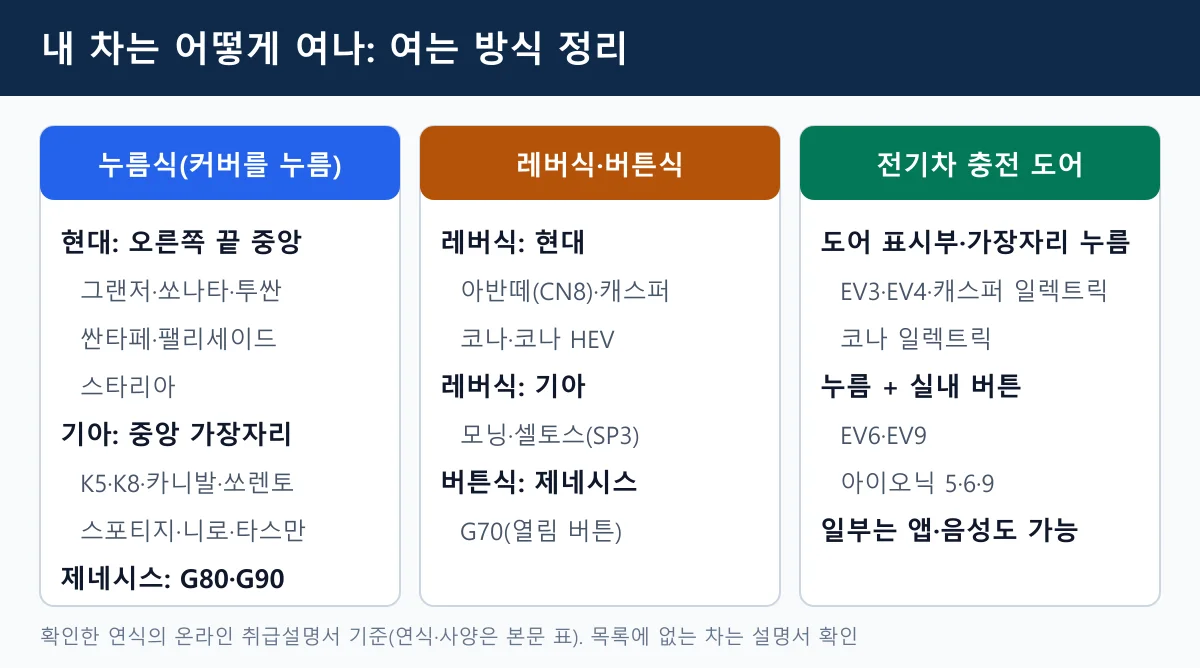 내 차는 어떻게 여나: 여는 방식 정리
누름식(커버를 누름)
현대: 오른쪽 끝 중앙
그랜저·쏘나타·투싼
싼타페·팰리세이드
스타리아
기아: 중앙 가장자리
K5·K8·카니발·쏘렌토
스포티지·니로·타스만
제네시스: G80·G90
레버식·버튼식
레버식: 현대
아반떼(CN8)·캐스퍼
코나·코나 HEV
레버식: 기아
모닝·셀토스(SP3)
버튼식: 제네시스
G70(열림 버튼)
전기차 충전 도어
도어 표시부·가장자리 누름
EV3·EV4·캐스퍼 일렉트릭
코나 일렉트릭
누름 + 실내 버튼
EV6·EV9
아이오닉 5·6·9
일부는 앱·음성도 가능
확인한 연식의 온라인 취급설명서 기준(연식·사양은 본문 표). 목록에 없는 차는 설명서 확인